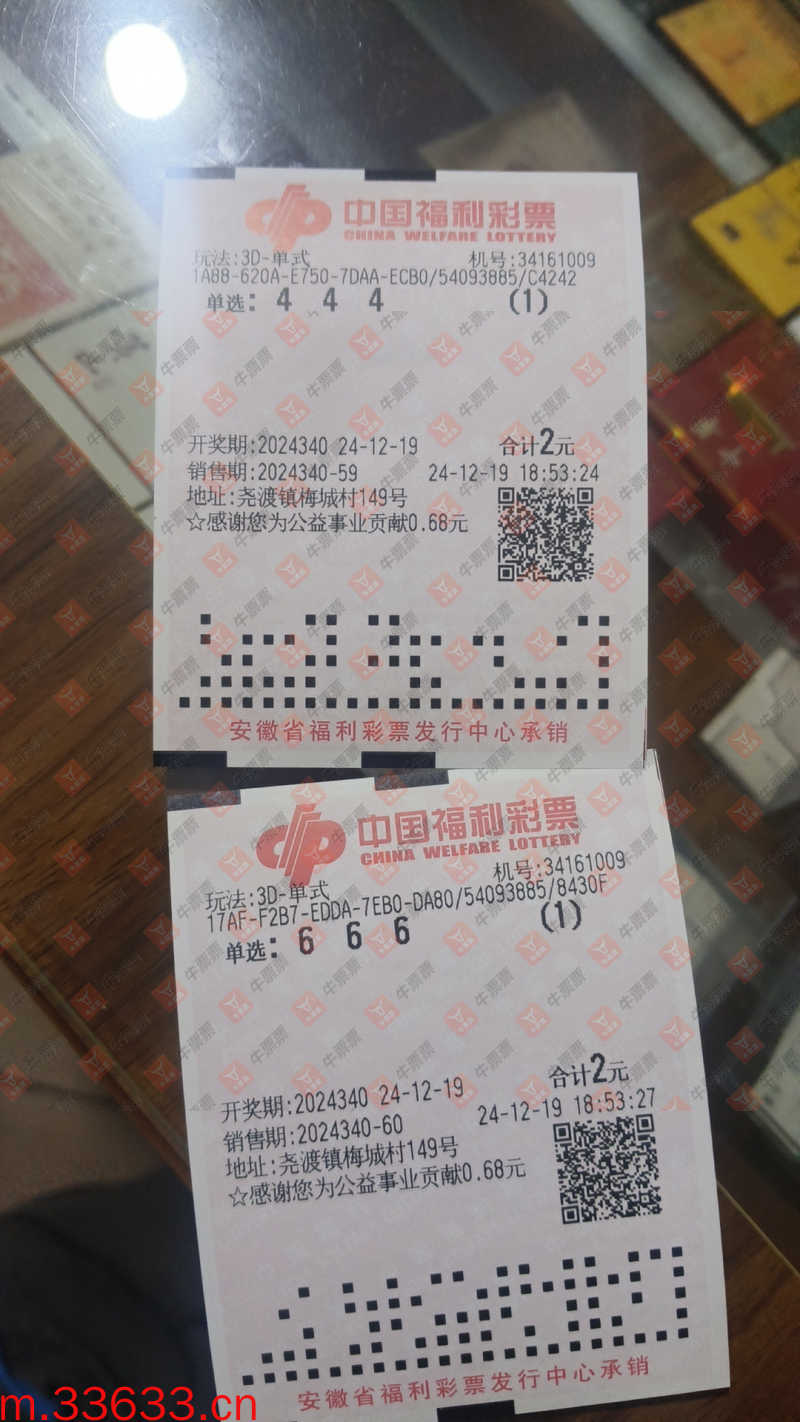 中国福利彩票
CHINA WELFARE LOTTERY
玩法:3D-单式 机号:34161009
1A88-620A-E750-7DAA-ECB0/54093885/C4242
单选: 4 4 4 (1)
开奖期:2024340 24-12-19 合计2元
销售期:2024340-59 24-12-19 18:53:24
地址:尧渡镇梅城村149号
☆感谢您为公益事业贡献0.68元
安徽省福利彩票发行中心承销
中国福利彩票
CHINA WELFARE LOTTERY
玩法:3D-单式 机号:34161009
17AF-F2B7-EDDA-7EB0-DA80/54093885/8430F
单选: 6 6 6 (1)
开奖期:2024340 24-12-19 合计2元
销售期:2024340-60 24-12-19 18:53:27
地址:尧渡镇梅城村149号
☆感谢您为公益事业贡献0.68元
安徽省福利彩票发行中心承销
牛票票
m.33633.cn